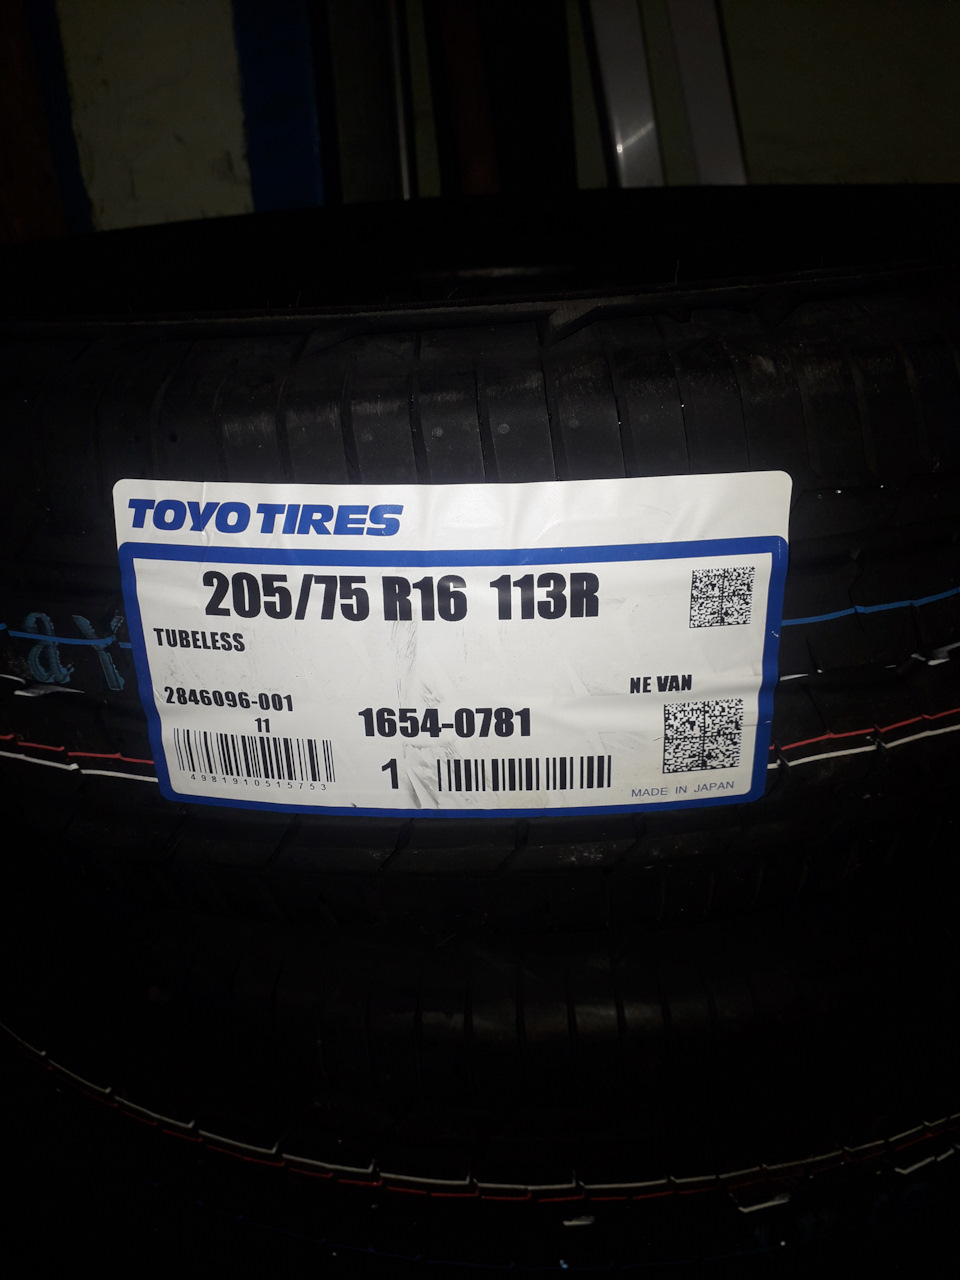 TOYO TIRES
205/75 R16 113R
TUBELESS
NE VAN
2846096-001
11
1654-0781
4981910515753
1
MADE IN JAPAN